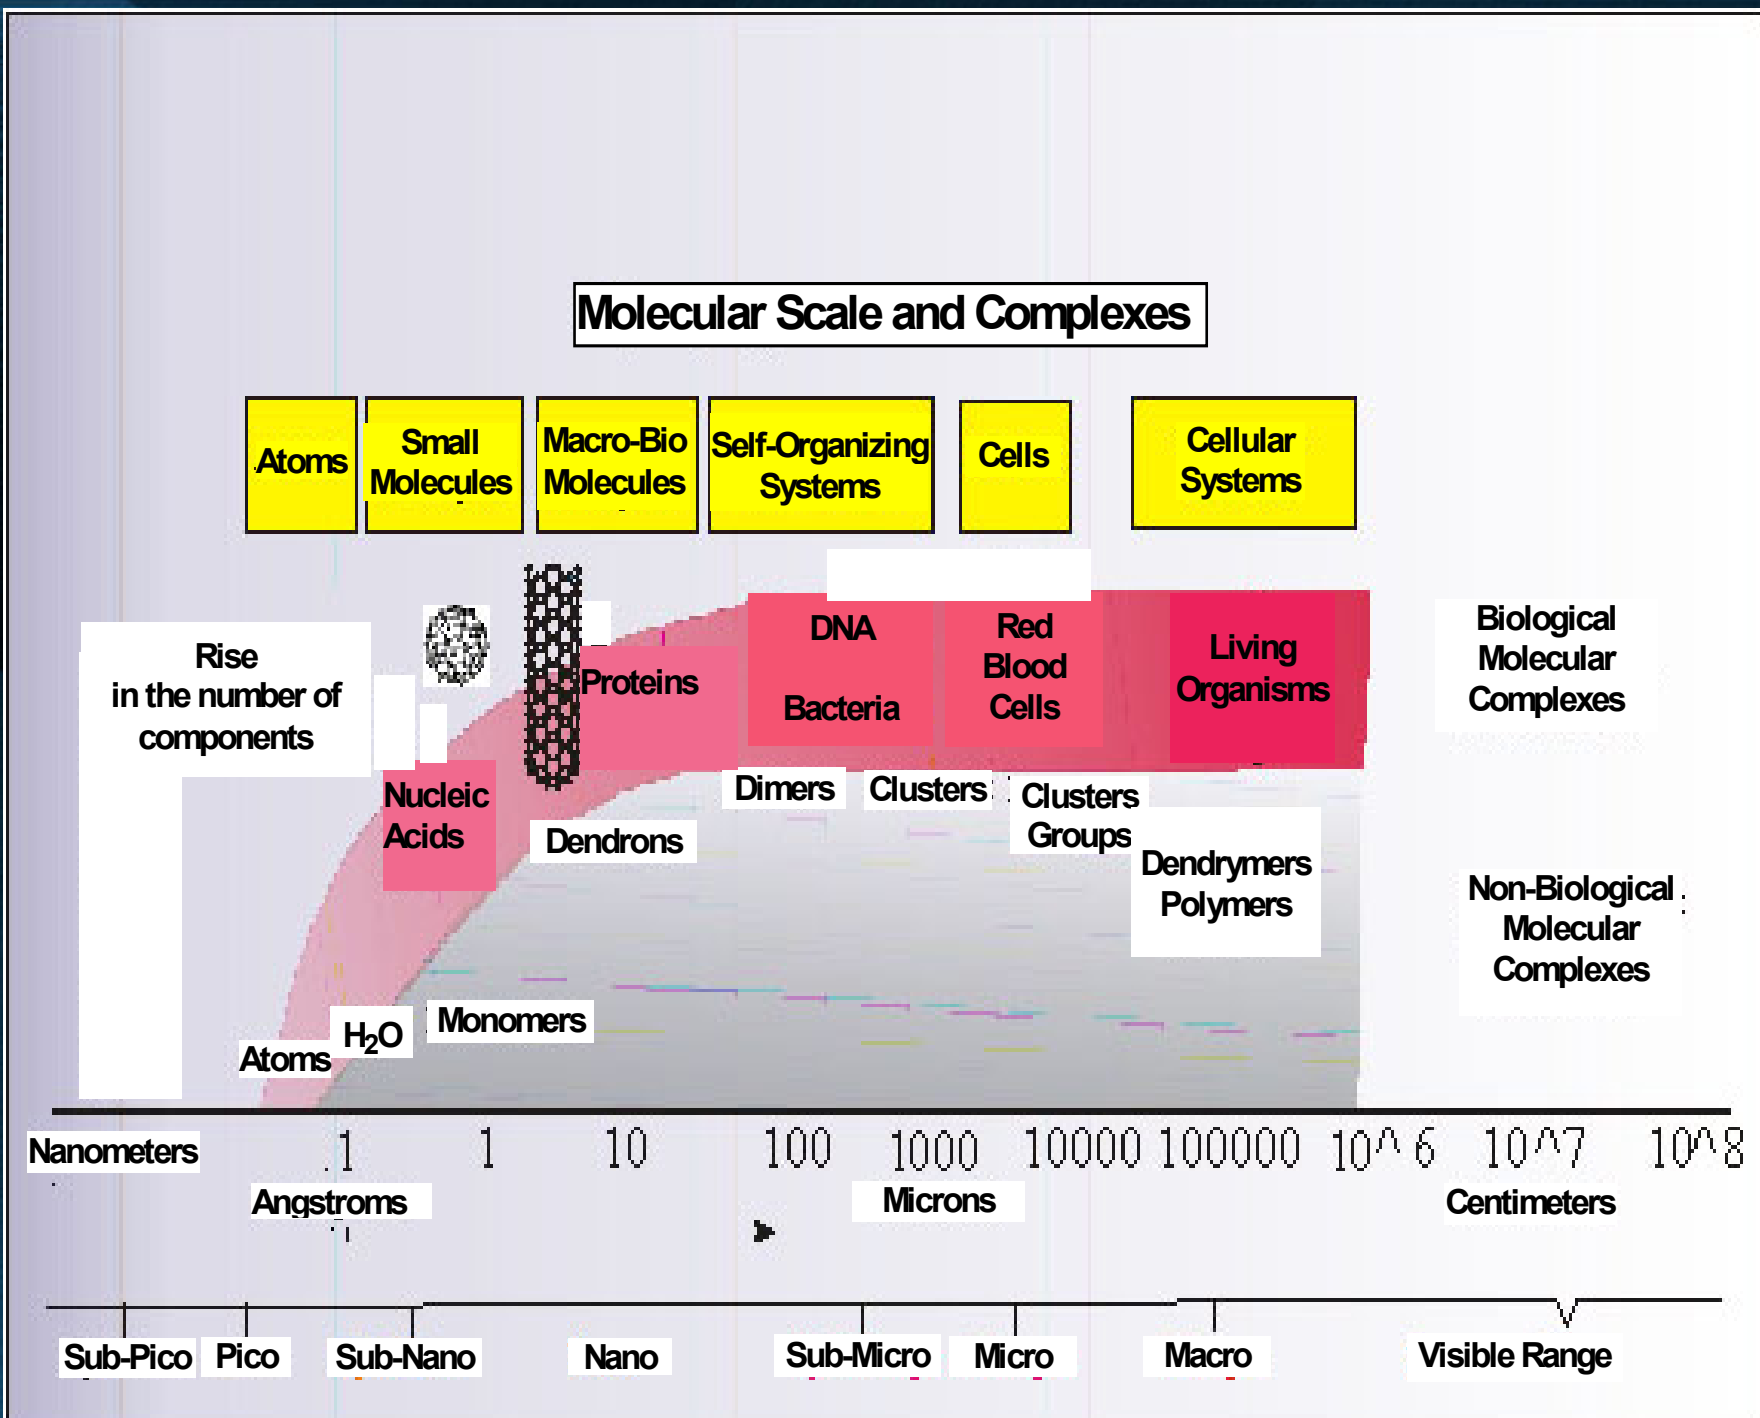 Molecular Scale and Complexes
Atoms
Small
Molecules
Macro-Bio
Molecules
Self-Organizing
Systems
Cells
Cellular
Systems
Rise
in the number of
components
Nucleic
Acids
Proteins
DNA
Bacteria
Red
Blood
Cells
Living
Organisms
Biological
Molecular
Complexes
Dimers
Clusters
Clusters
Groups
Dendrons
Dendrymers
Polymers
Non-Biological
Molecular
Complexes
Monomers
H₂O
Atoms
Nanometers .1 1 10 100 1000 10000 100000 10^6 10^7 10^8
Angstroms Microns Centimeters
Sub-Pico Pico Sub-Nano Nano Sub-Micro Micro Macro Visible Range